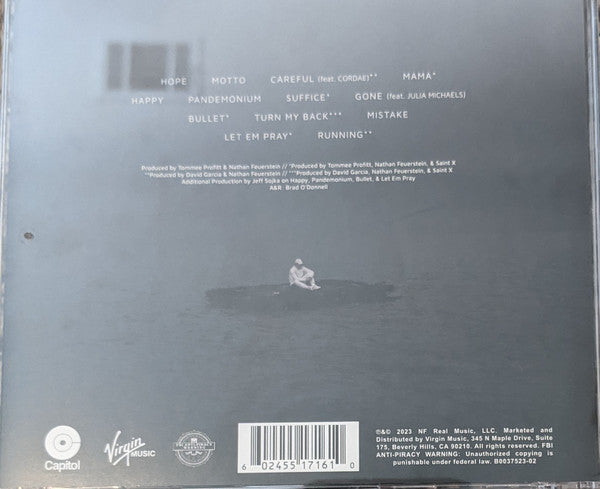 HOPE MOTTO CAREFUL (feat. CORDAE)** MAMA*
HAPPY PANDEMONIUM SUFFICE* GONE (feat. JULIA MICHAELS)
BULLET* TURN MY BACK*** MISTAKE
LET EM PRAY* RUNNING**
Produced by Tommee Profitt & Nathan Feuerstein // *Produced by Tommee Profitt, Nathan Feuerstein, & Saint X
**Produced by David Garcia & Nathan Feuerstein // ***Produced by David Garcia, Nathan Feuerstein, & Saint X
Additional Production by Jeff Sojka on Happy, Pandemonium, Bullet, & Let Em Pray
A&R: Brad O'Donnell
Capitol
Virgin
MUSIC
FBI ANTI-PIRACY
WARNING
6 02455 17161 0
℗&© 2023 NF Real Music, LLC. Marketed and
Distributed by Virgin Music, 345 N Maple Drive, Suite
175, Beverly Hills, CA 90210. All rights reserved. FBI
ANTI-PIRACY WARNING: Unauthorized copying is
punishable under federal law. B0037523-02